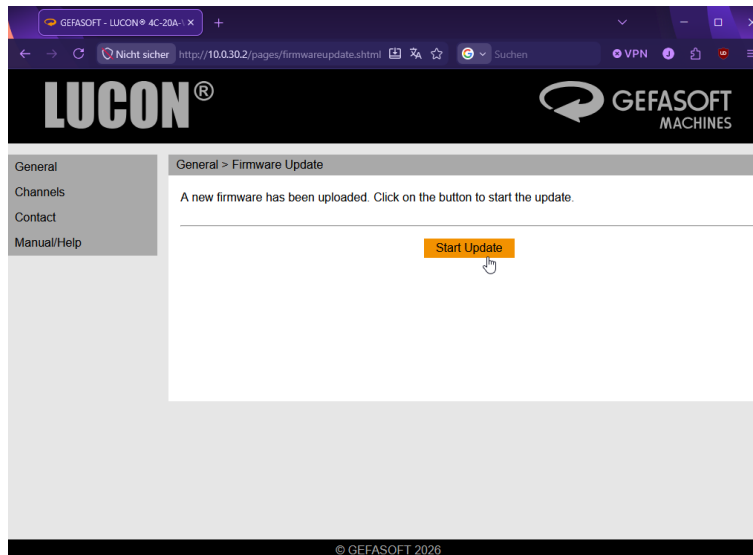 GEFASOFT - LUCON® 4C-20A-
Nicht sicher http://10.0.30.2/pages/firmwareupdate.shtml G Suchen VPN J UD
LUCON®
GEFASOFT
MACHINES
General
Channels
Contact
Manual/Help
General > Firmware Update
A new firmware has been uploaded. Click on the button to start the update.
Start Update
© GEFASOFT 2026